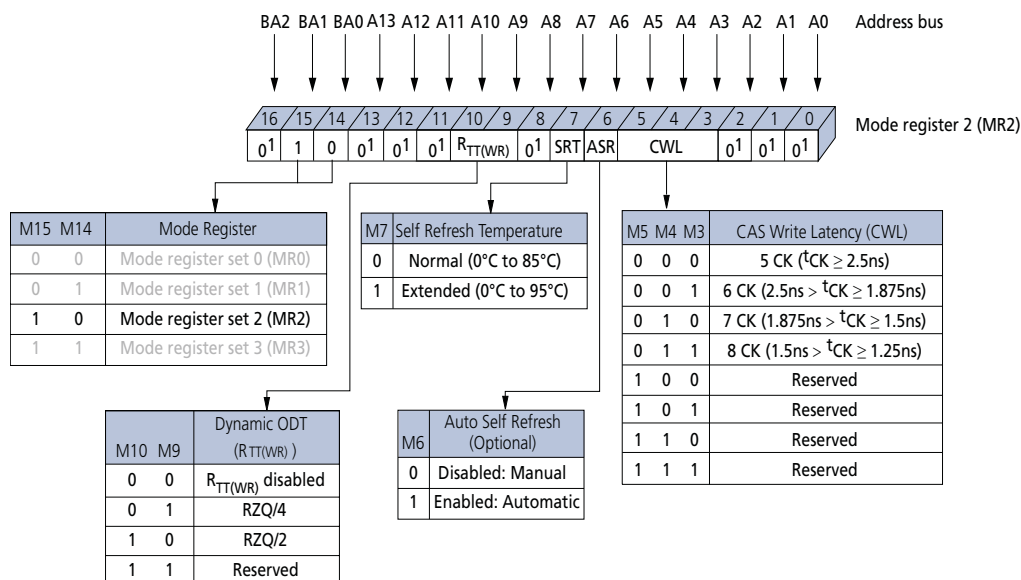 BA2 BA1 BA0 A13 A12 A11 A10 A9 A8 A7 A6 A5 A4 A3 A2 A1 A0 Address bus
16 15 14 13 12 11 10 9 8 7 6 5 4 3 2 1 0
Mode register 2 (MR2)
0¹ 1 0 0¹ 0¹ 0¹ RTT(WR) 0¹ SRT ASR CWL 0¹ 0¹ 0¹
M15 M14 Mode Register
0 0 Mode register set 0 (MR0)
0 1 Mode register set 1 (MR1)
1 0 Mode register set 2 (MR2)
1 1 Mode register set 3 (MR3)
M7 Self Refresh Temperature
0 Normal (0°C to 85°C)
1 Extended (0°C to 95°C)
M5 M4 M3 CAS Write Latency (CWL)
0 0 0 5 CK (tCK ≥ 2.5ns)
0 0 1 6 CK (2.5ns > tCK ≥ 1.875ns)
0 1 0 7 CK (1.875ns > tCK ≥ 1.5ns)
0 1 1 8 CK (1.5ns > tCK ≥ 1.25ns)
1 0 0 Reserved
1 0 1 Reserved
1 1 0 Reserved
1 1 1 Reserved
M10 M9 Dynamic ODT
(RTT(WR) )
0 0 RTT(WR) disabled
0 1 RZQ/4
1 0 RZQ/2
1 1 Reserved
M6 Auto Self Refresh
(Optional)
0 Disabled: Manual
1 Enabled: Automatic